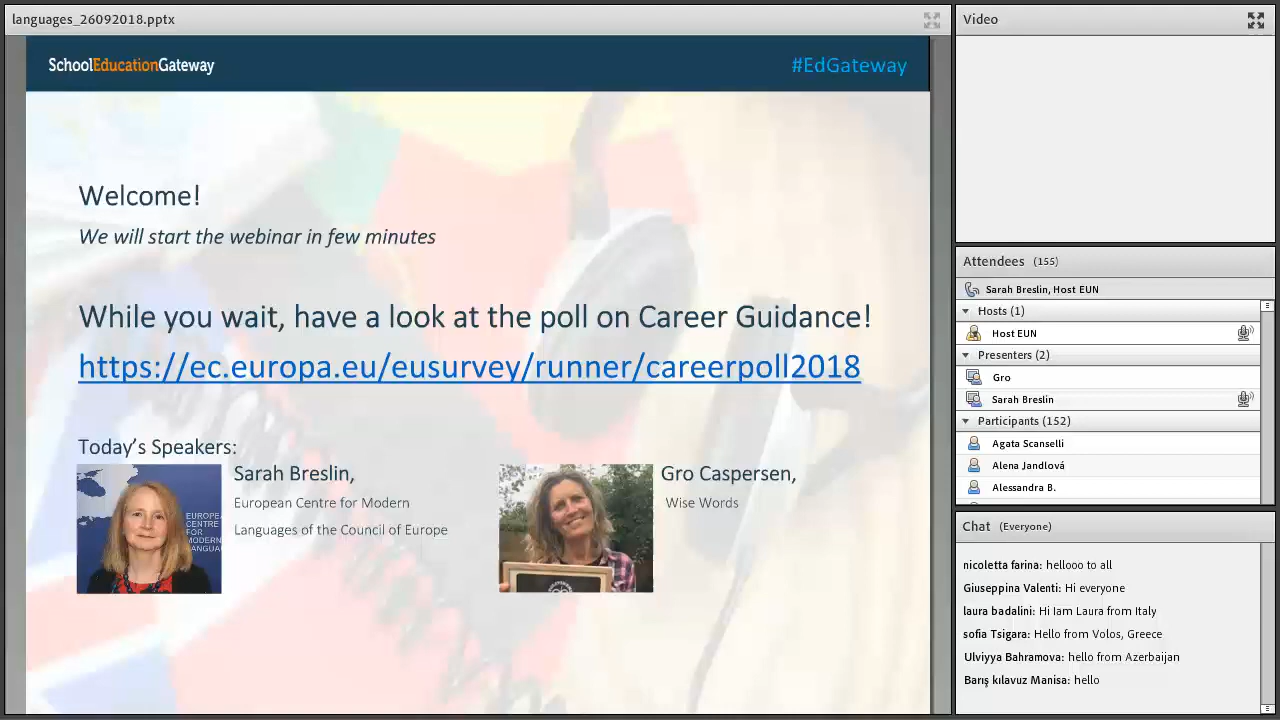 languages_26092018.pptx
SchoolEducationGateway
#EdGateway
Welcome!
We will start the webinar in few minutes
While you wait, have a look at the poll on Career Guidance!
https://ec.europa.eu/eusurvey/runner/careerpoll2018
Today's Speakers:
EUROPEAN
CENTRE
FOR
MODERN
LANGUAG
Sarah Breslin,
European Centre for Modern
Languages of the Council of Europe
Gro Caspersen,
Wise Words
Video
Attendees (155)
Sarah Breslin, Host EUN
Hosts (1)
Host EUN
Presenters (2)
Gro
Sarah Breslin
Participants (152)
Agata Scanselli
Alena Jandlová
Alessandra B.
Chat (Everyone)
nicoletta farina: hellooo to all
Giuseppina Valenti: Hi everyone
laura badalini: Hi Iam Laura from Italy
sofia Tsigara: Hello from Volos, Greece
Ulviyya Bahramova: hello from Azerbaijan
Barış kılavuz Manisa: hello